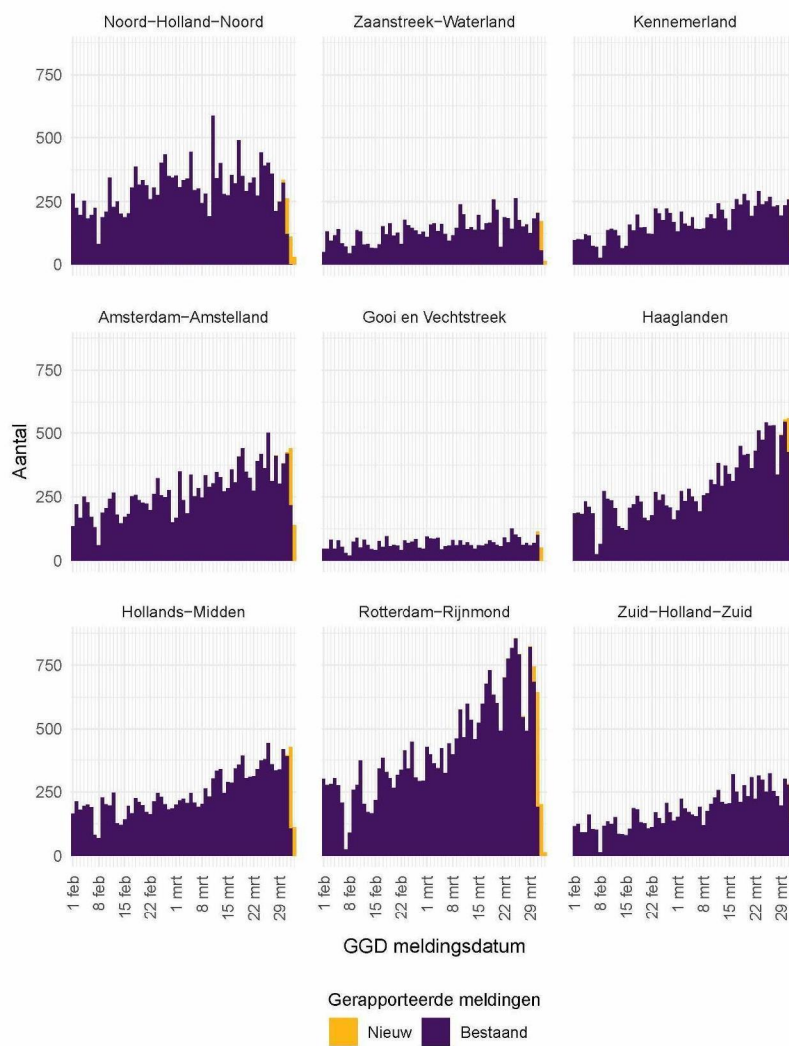 Noord−Holland−Noord
Zaanstreek−Waterland
Kennemerland
750
500
250
0
Amsterdam−Amstelland
Gooi en Vechtstreek
Haaglanden
Aantal
750
500
250
0
Hollands−Midden
Rotterdam−Rijnmond
Zuid−Holland−Zuid
750
500
250
0
1 feb
8 feb
15 feb
22 feb
1 mrt
8 mrt
15 mrt
22 mrt
29 mrt
1 feb
8 feb
15 feb
22 feb
1 mrt
8 mrt
15 mrt
22 mrt
29 mrt
1 feb
8 feb
15 feb
22 feb
1 mrt
8 mrt
15 mrt
22 mrt
29 mrt
GGD meldingsdatum
Gerapporteerde meldingen
Nieuw
Bestaand